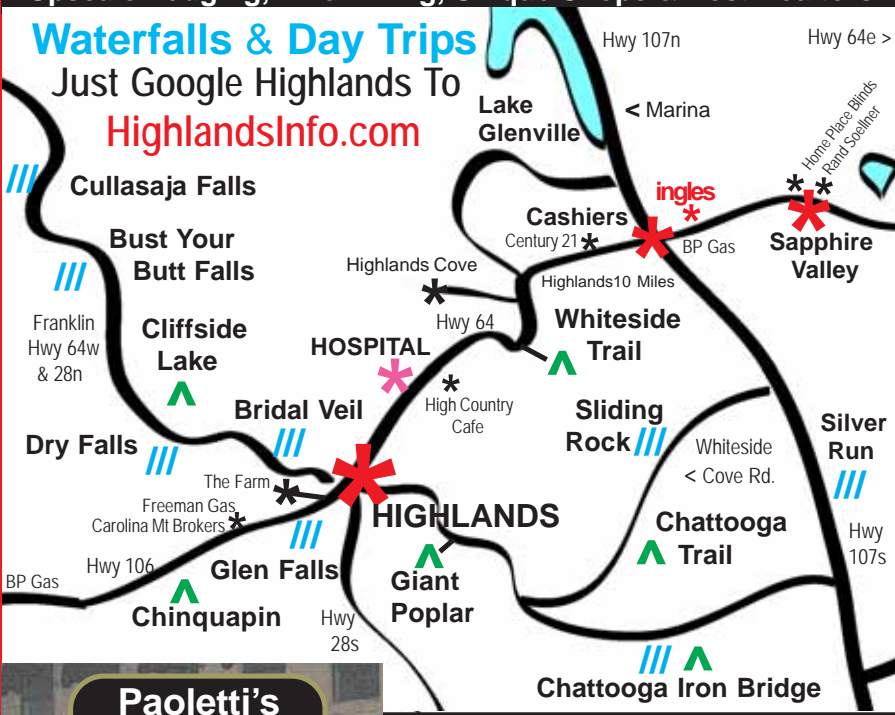 Waterfalls & Day Trips
Just Google Highlands To
HighlandsInfo.com
Hwy 107n
Hwy 64e >
Lake
Glenville
< Marina
Home Place Blinds
Rand Soellner
Cullasaja Falls
ingles
*
Cashiers
Century 21 *
BP Gas
Sapphire
Valley
Bust Your
Butt Falls
Highlands Cove
Highlands10 Miles
Franklin
Hwy 64w
& 28n
Cliffside
Lake
Hwy 64
Whiteside
Trail
HOSPITAL
High Country
Cafe
Bridal Veil
Sliding
Rock
Whiteside
< Cove Rd.
Silver
Run
Dry Falls
The Farm
Freeman Gas
Carolina Mt Brokers
HIGHLANDS
Chattooga
Trail
Hwy
107s
BP Gas
Hwy 106
Glen Falls
Giant
Poplar
Chinquapin
Hwy
28s
Chattooga Iron Bridge
Paoletti's